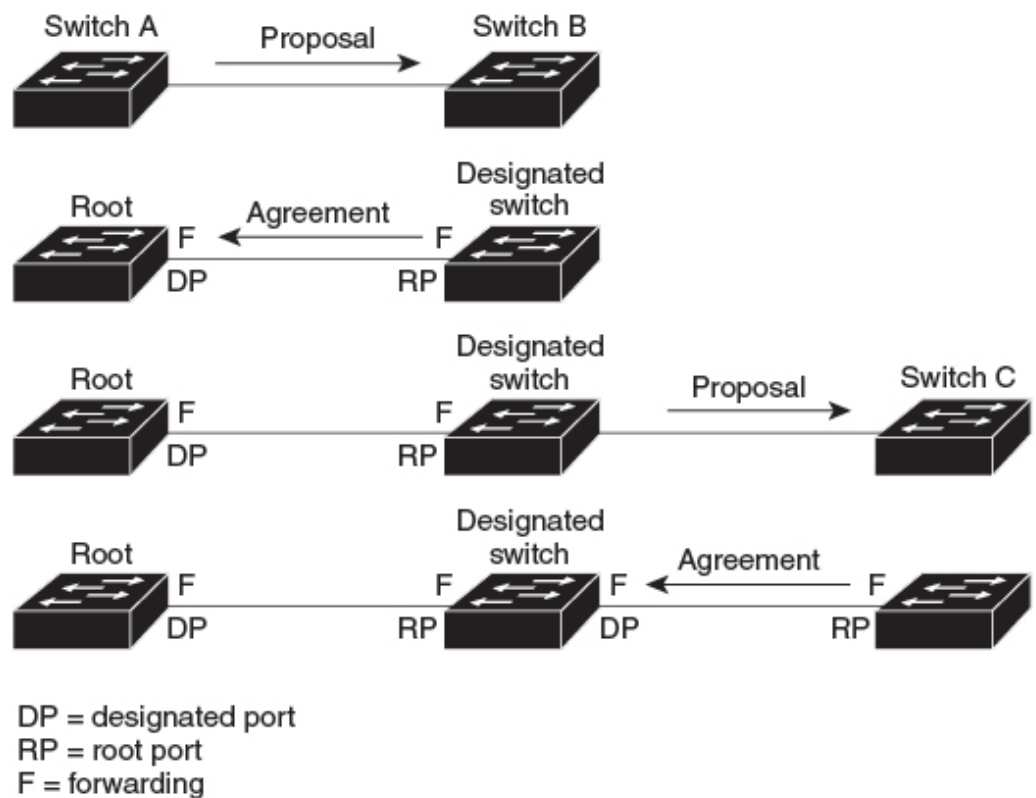 Switch A
Proposal
Switch B
Root
F
Agreement
F
Designated
switch
DP
RP
Root
F
F
Designated
switch
Proposal
Switch C
DP
RP
Root
F
F
Designated
switch
F
Agreement
F
DP
RP
DP
RP
DP = designated port
RP = root port
F = forwarding